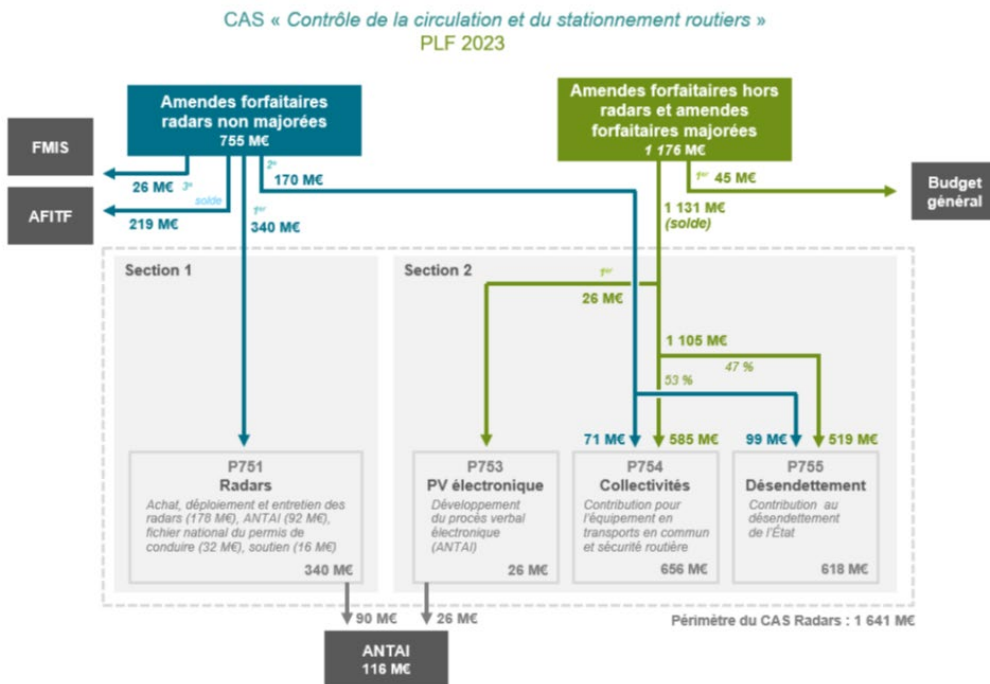 CAS « Contrôle de la circulation et du stationnement routiers »
PLF 2023
Amendes forfaitaires
radars non majorées
755 M€
Amendes forfaitaires hors
radars et amendes
forfaitaires majorées
1 176 M€
FMIS
AFITF
26 M€
3e
solde
219 M€
2e
170 M€
1er
340 M€
1er
45 M€
Budget
général
1 131 M€
(solde)
Section 1
Section 2
1er
26 M€
1 105 M€
47 %
53 %
71 M€
585 M€
99 M€
519 M€
P751
Radars
Achat, déploiement et entretien des
radars (178 M€), ANTAI (92 M€),
fichier national du permis de
conduire (32 M€), soutien (16 M€)
340 M€
P753
PV électronique
Développement
du procès verbal
électronique
(ANTAI)
26 M€
P754
Collectivités
Contribution pour
l'équipement en
transports en commun
et sécurité routière
656 M€
P755
Désendettement
Contribution au
désendettement
de l'État
618 M€
90 M€
26 M€
Périmètre du CAS Radars : 1 641 M€
ANTAI
116 M€